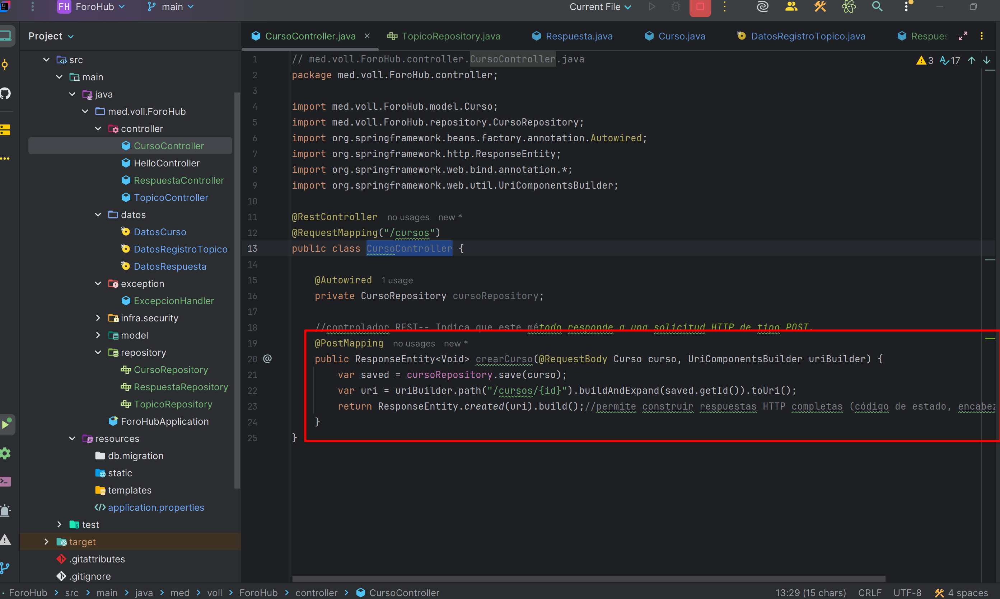 FH ForoHub main Current File
Project
CursoController.java TopicoRepository.java Respuesta.java Curso.java DatosRegistroTopico.java Respues
src
main
java
med.voll.ForoHub
controller
CursoController
HelloController
RespuestaController
TopicoController
datos
DatosCurso
DatosRegistroTopico
DatosRespuesta
exception
ExcepcionHandler
infra.security
model
repository
CursoRepository
RespuestaRepository
TopicoRepository
ForoHubApplication
resources
db.migration
static
templates
application.properties
test
target
.gitattributes
.gitignore
3 17
1 // med.voll.ForoHub.controller.CursoController.java
2 package med.voll.ForoHub.controller;
3
4 import med.voll.ForoHub.model.Curso;
5 import med.voll.ForoHub.repository.CursoRepository;
6 import org.springframework.beans.factory.annotation.Autowired;
7 import org.springframework.http.ResponseEntity;
8 import org.springframework.web.bind.annotation.*;
9 import org.springframework.web.util.UriComponentsBuilder;
10
11 @RestController no usages new *
12 @RequestMapping("/cursos")
13 public class CursoController {
14
15 @Autowired 1 usage
16 private CursoRepository cursoRepository;
17
18 //controlador REST-- Indica que este método responde a una solicitud HTTP de tipo POST.
19 @PostMapping no usages new *
20 @ public ResponseEntity<Void> crearCurso(@RequestBody Curso curso, UriComponentsBuilder uriBuilder) {
21 var saved = cursoRepository.save(curso);
22 var uri = uriBuilder.path("/cursos/{id}").buildAndExpand(saved.getId()).toUri();
23 return ResponseEntity.created(uri).build();//permite construir respuestas HTTP completas (código de estado, encabez
24 }
25 }
ForoHub > src > main > java > med > voll > ForoHub > controller > CursoController 13:29 (15 chars) CRLF UTF-8 4 spaces